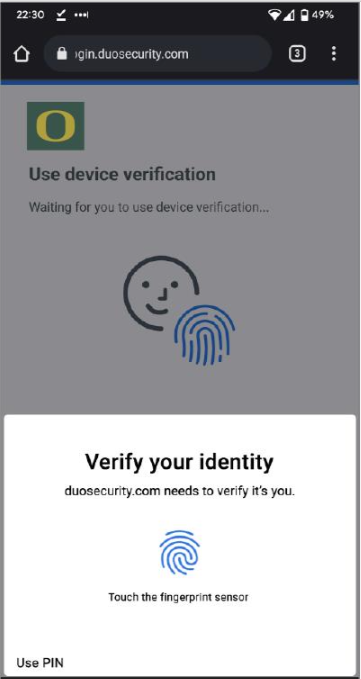 22:30
49%
ogin.duosecurity.com
3
O
Use device verification
Waiting for you to use device verification...
Verify your identity
duosecurity.com needs to verify it's you.
Touch the fingerprint sensor
Use PIN